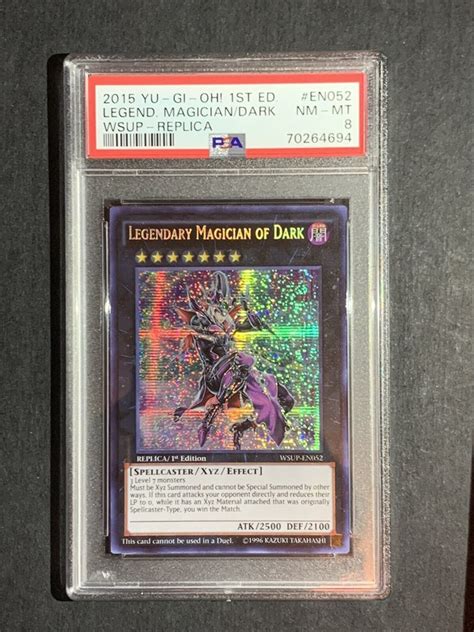 2015 YU-GI-OH! 1ST ED. #EN052
LEGEND. MAGICIAN/DARK NM-MT
WSUP-REPLICA 8
PSA 70264694
LEGENDARY MAGICIAN OF DARK
REPLICA/1st Edition WSUP-EN052
[SPELLCASTER/XYZ/EFFECT]
3 Level 7 monsters
Must be Xyz Summoned and cannot be Special Summoned by other
ways. If this card attacks your opponent directly and reduces their
LP to 0, while it has an Xyz Material attached that was originally
Spellcaster-Type, you win the Match.
ATK/2500 DEF/2100
This card cannot be used in a Duel. ©1996 KAZUKI TAKAHASHI